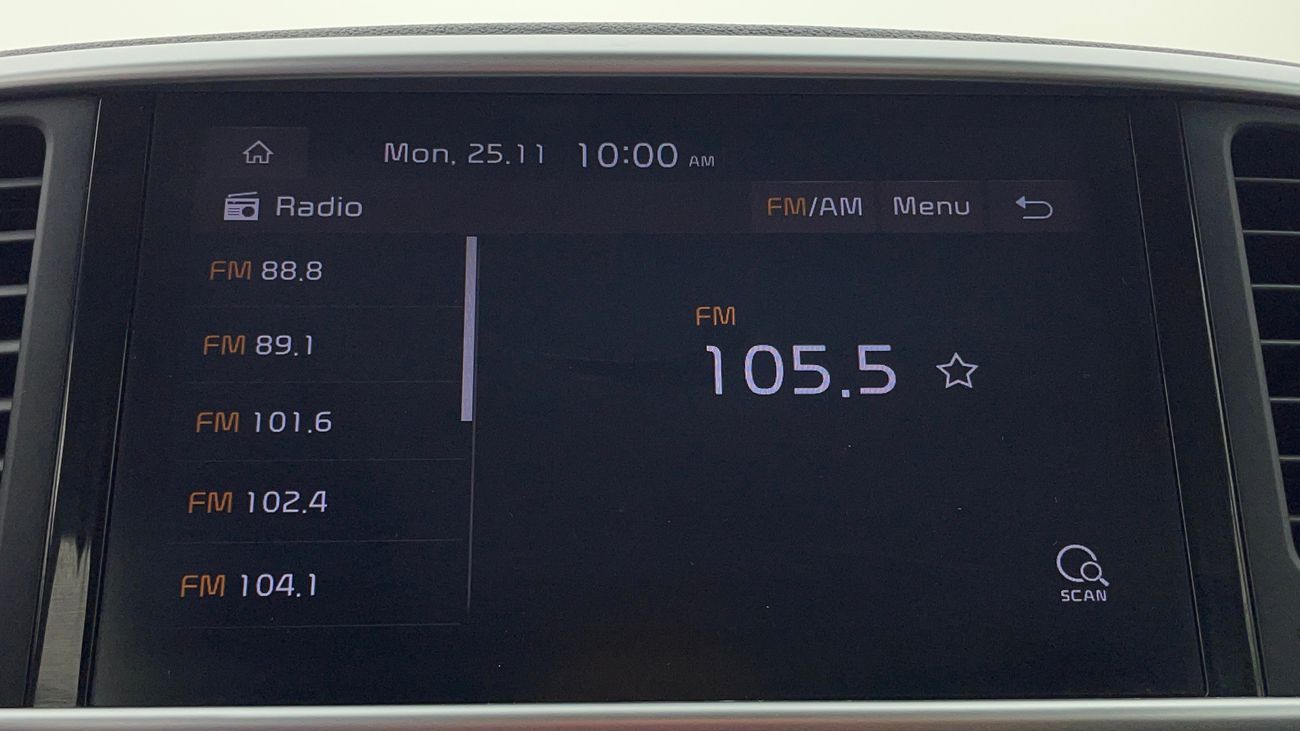 Mon, 25.11 10:00 AM
Radio FM/AM Menu
FM 88.8
FM 89.1
FM 101.6
FM 102.4
FM 104.1
FM
105.5
SCAN